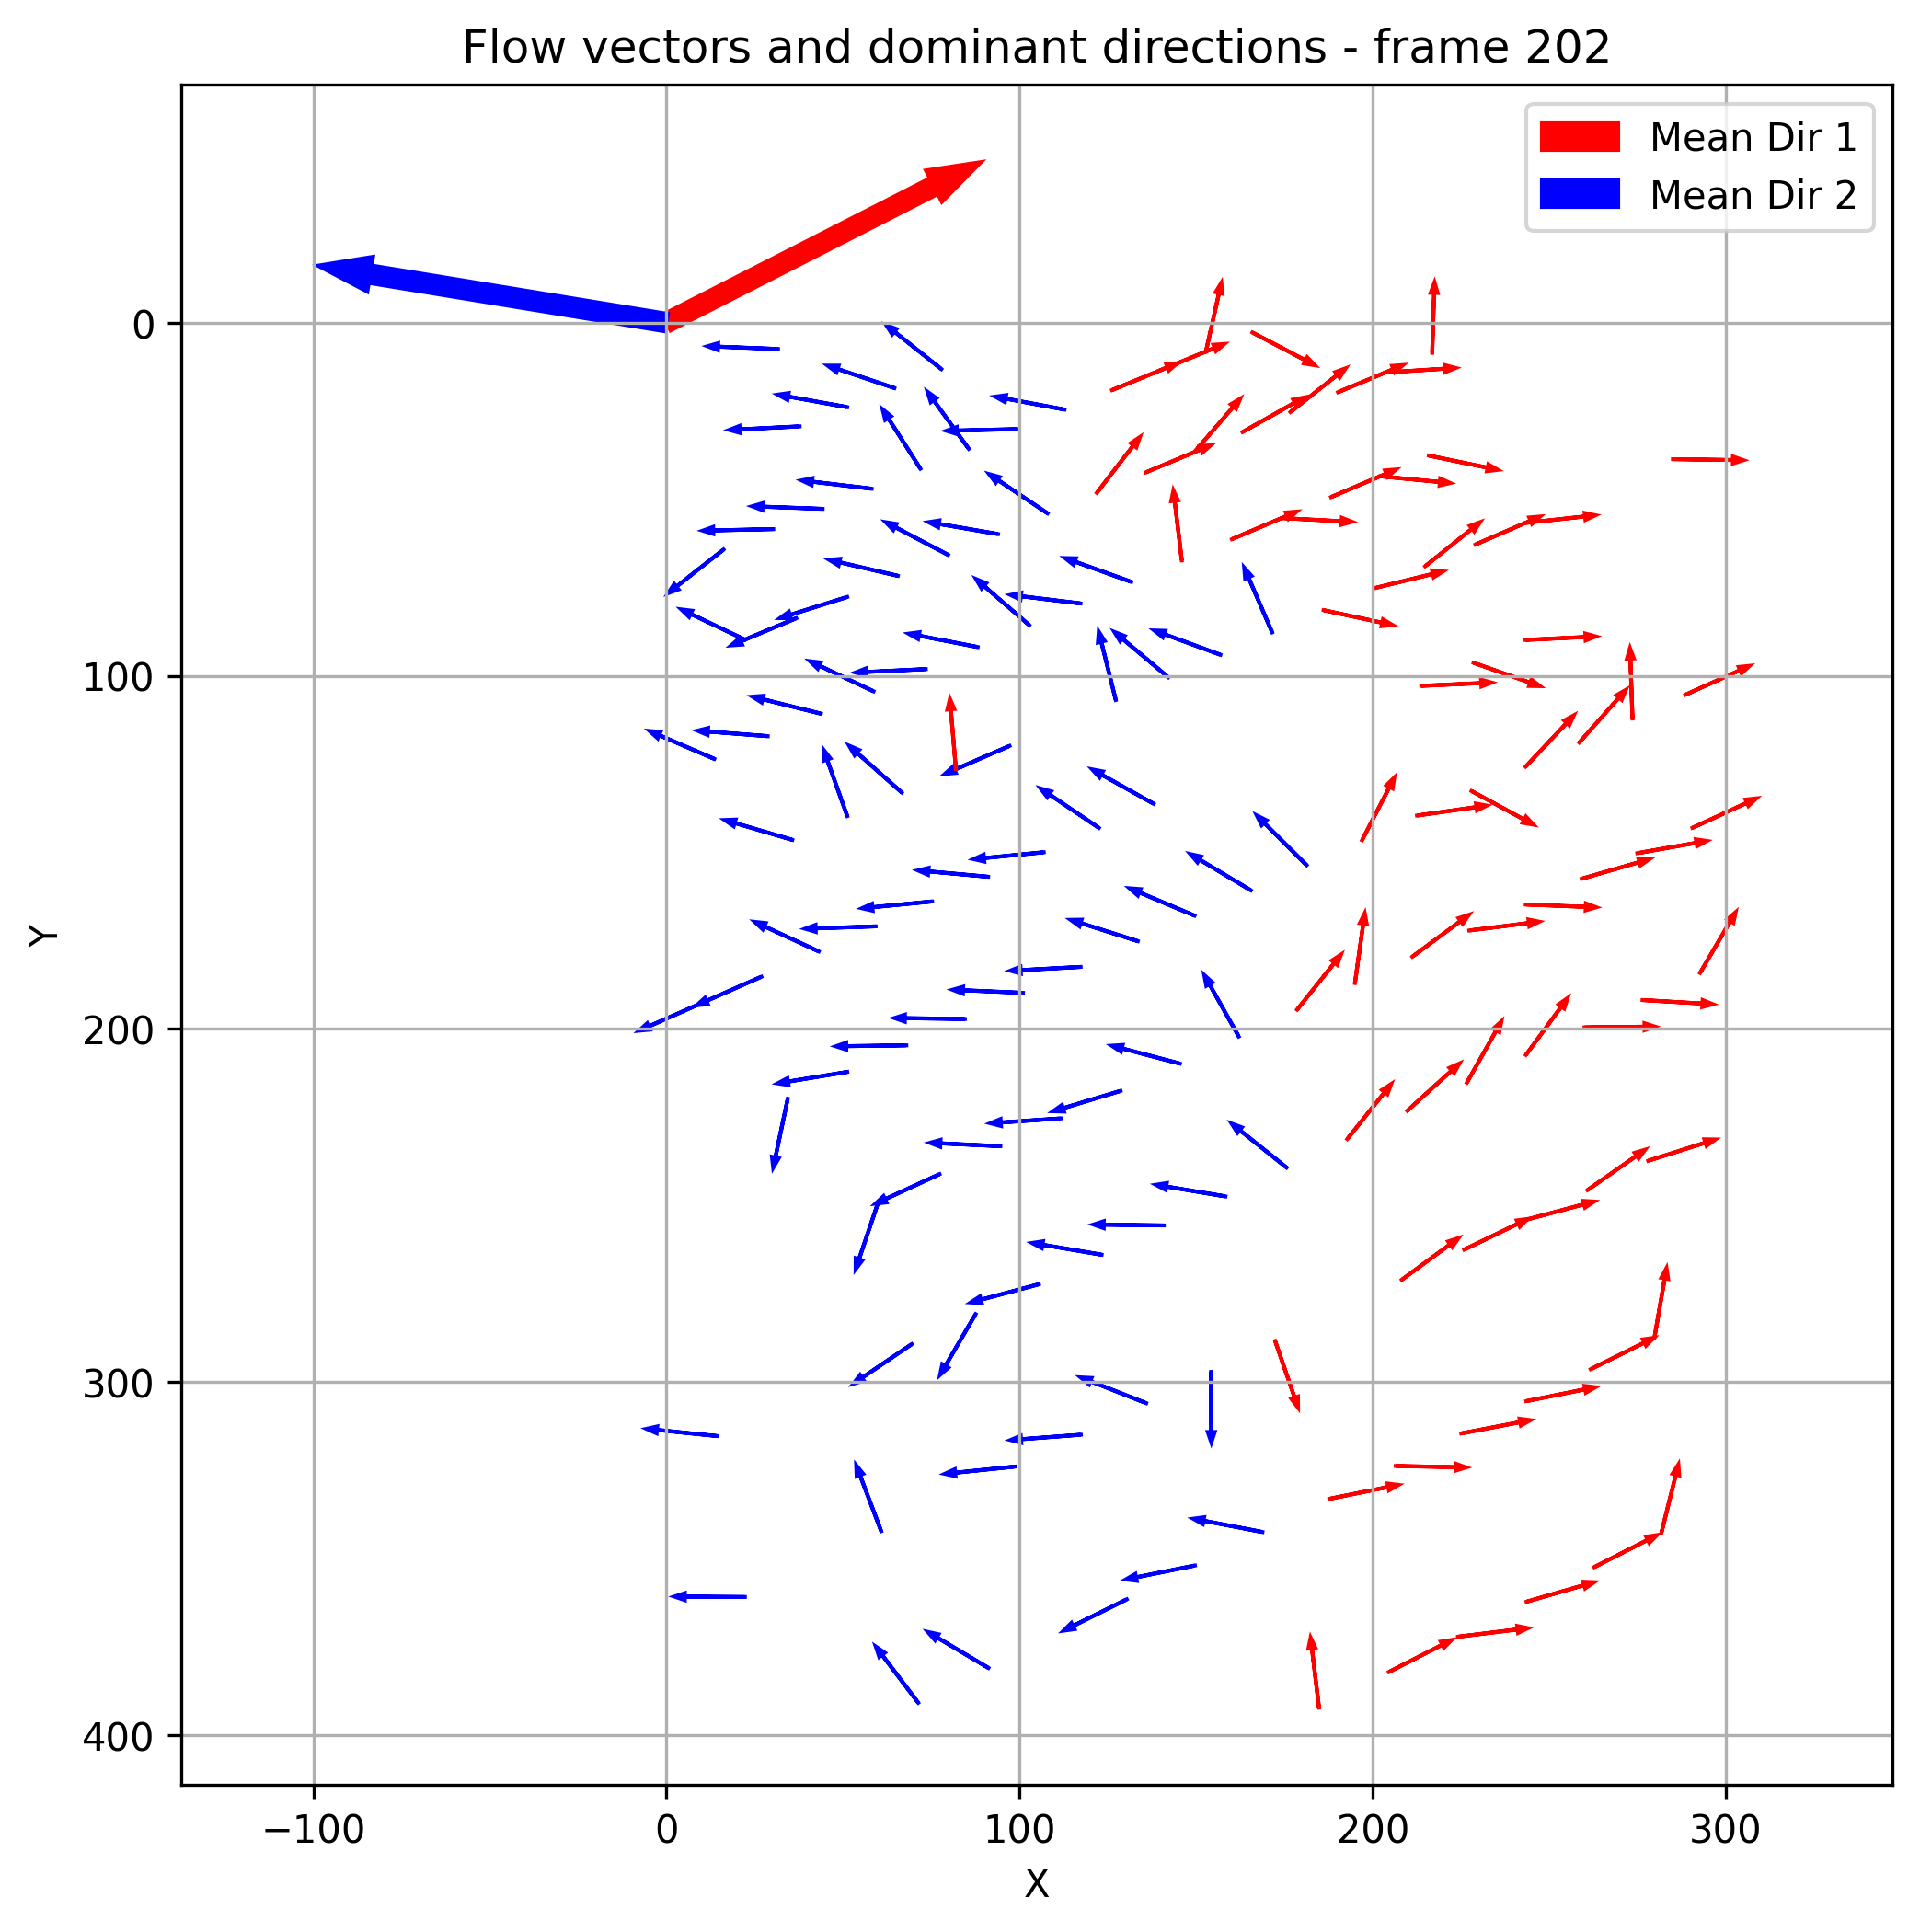 Flow vectors and dominant directions - frame 202
Mean Dir 1
Mean Dir 2
0
100
200
300
400
Y
−100
0
100
200
300
X